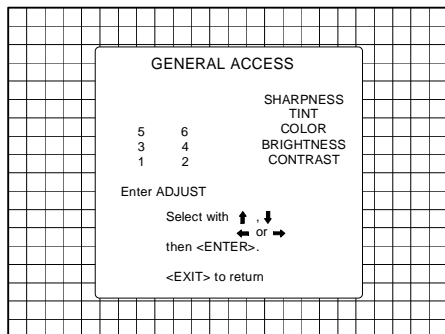 GENERAL ACCESS
SHARPNESS
TINT
5 6 COLOR
3 4 BRIGHTNESS
1 2 CONTRAST
Enter ADJUST
Select with ⬆ , ⬇
⬅ or ➡
then <ENTER>.
<EXIT> to return